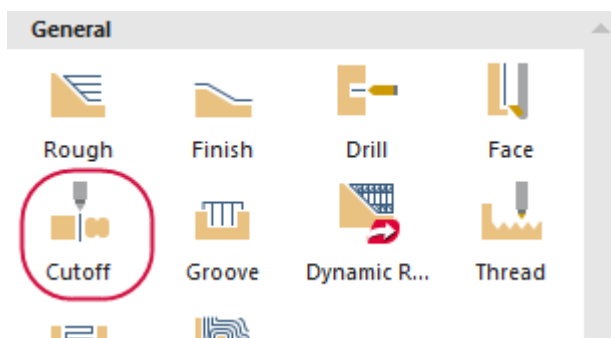 General
Rough Finish Drill Face
Cutoff Groove Dynamic R... Thread